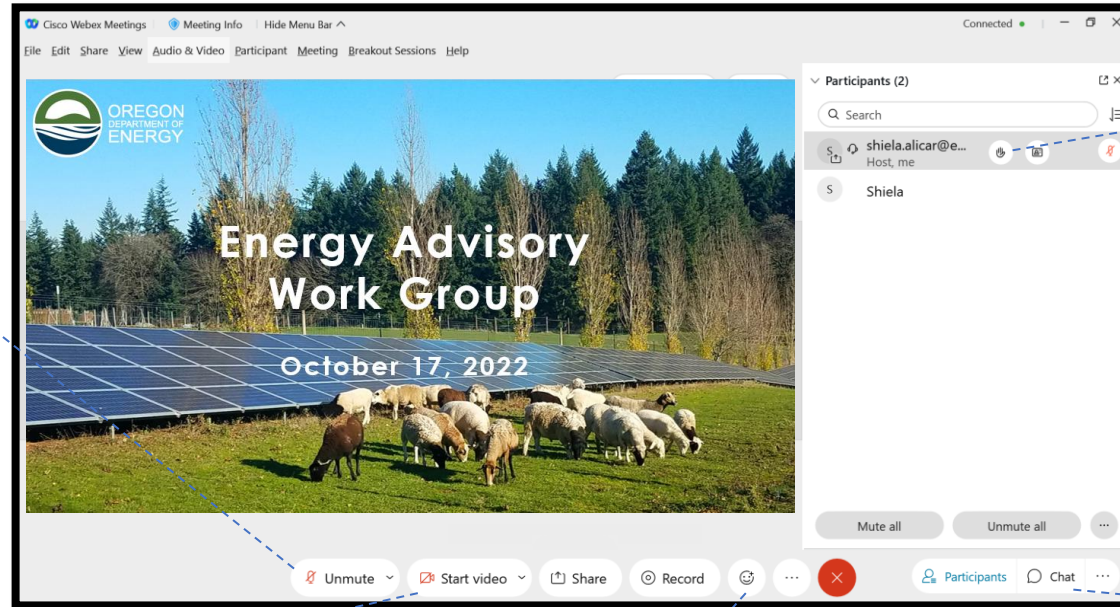 Cisco Webex Meetings Meeting Info Hide Menu Bar Connected
File Edit Share View Audio & Video Participant Meeting Breakout Sessions Help
OREGON
DEPARTMENT OF
ENERGY
Energy Advisory
Work Group
October 17, 2022
Participants (2)
Search
S shiela.alicar@e...
Host, me
S Shiela
Mute all Unmute all ...
Unmute Start video Share Record ... Participants Chat ...